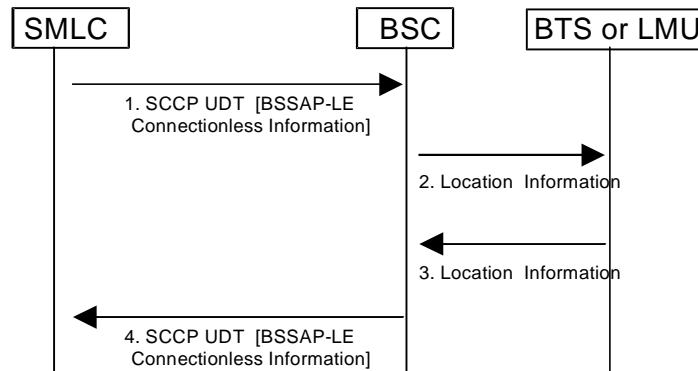 SMLC
BSC
BTS or LMU
1. SCCP UDT [BSSAP-LE
Connectionless Information]
2. Location Information
3. Location Information
4. SCCP UDT [BSSAP-LE
Connectionless Information]